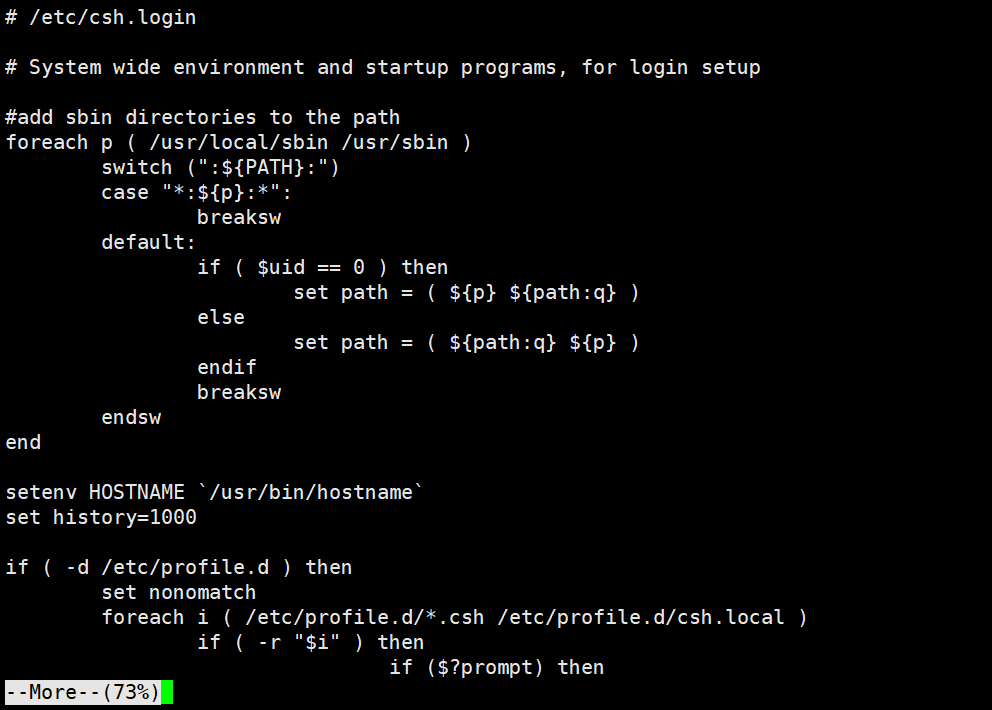 # /etc/csh.login
# System wide environment and startup programs, for login setup
#add sbin directories to the path
foreach p ( /usr/local/sbin /usr/sbin )
        switch (":${PATH}:")
        case "*:${p}:*":
                breaksw
        default:
                if ( $uid == 0 ) then
                        set path = ( ${p} ${path:q} )
                else
                        set path = ( ${path:q} ${p} )
                endif
                breaksw
        endsw
end
setenv HOSTNAME `/usr/bin/hostname`
set history=1000
if ( -d /etc/profile.d ) then
        set nonomatch
        foreach i ( /etc/profile.d/*.csh /etc/profile.d/csh.local )
                if ( -r "$i" ) then
                                if ($?prompt) then
--More--(73%)